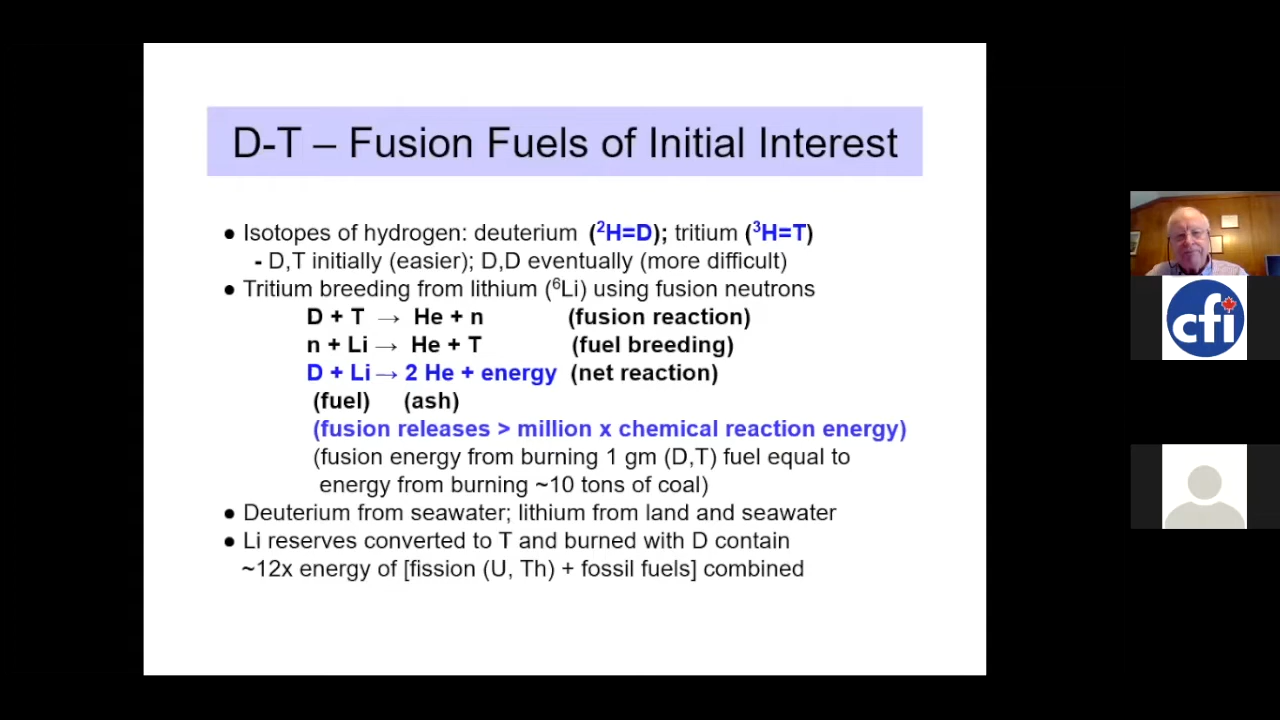 D-T – Fusion Fuels of Initial Interest
● Isotopes of hydrogen: deuterium (²H=D); tritium (³H=T)
- D,T initially (easier); D,D eventually (more difficult)
● Tritium breeding from lithium (⁶Li) using fusion neutrons
D + T → He + n (fusion reaction)
n + Li → He + T (fuel breeding)
D + Li → 2 He + energy (net reaction)
(fuel) (ash)
(fusion releases > million x chemical reaction energy)
(fusion energy from burning 1 gm (D,T) fuel equal to
energy from burning ~10 tons of coal)
● Deuterium from seawater; lithium from land and seawater
● Li reserves converted to T and burned with D contain
~12x energy of [fission (U, Th) + fossil fuels] combined
cfi